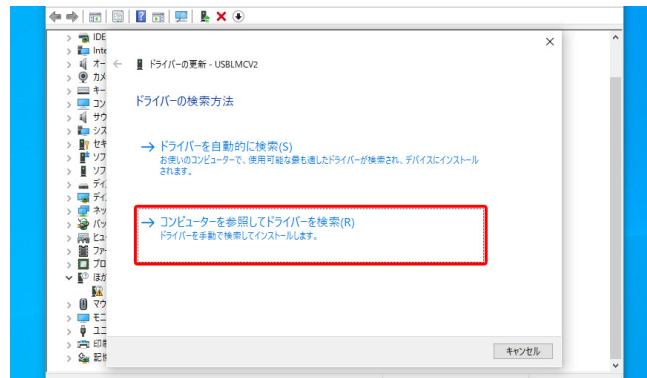 IDE
Inte
オー
ドライバーの更新 - USBLMCV2
カメ
キー
コン
ドライバーの検索方法
サウ
シス
セキ
ドライバーを自動的に検索(S)
お使いのコンピューターで、使用可能な最も適したドライバーが検索され、デバイスにインストール
されます。
ソフ
ソフ
ディ
ディ
ネッ
バッ
コンピューターを参照してドライバーを検索(R)
ドライバーを手動で検索してインストールします。
ヒュ
ファ
プロ
ほか
マウ
モニ
ユニ
印刷
記憶
キャンセル